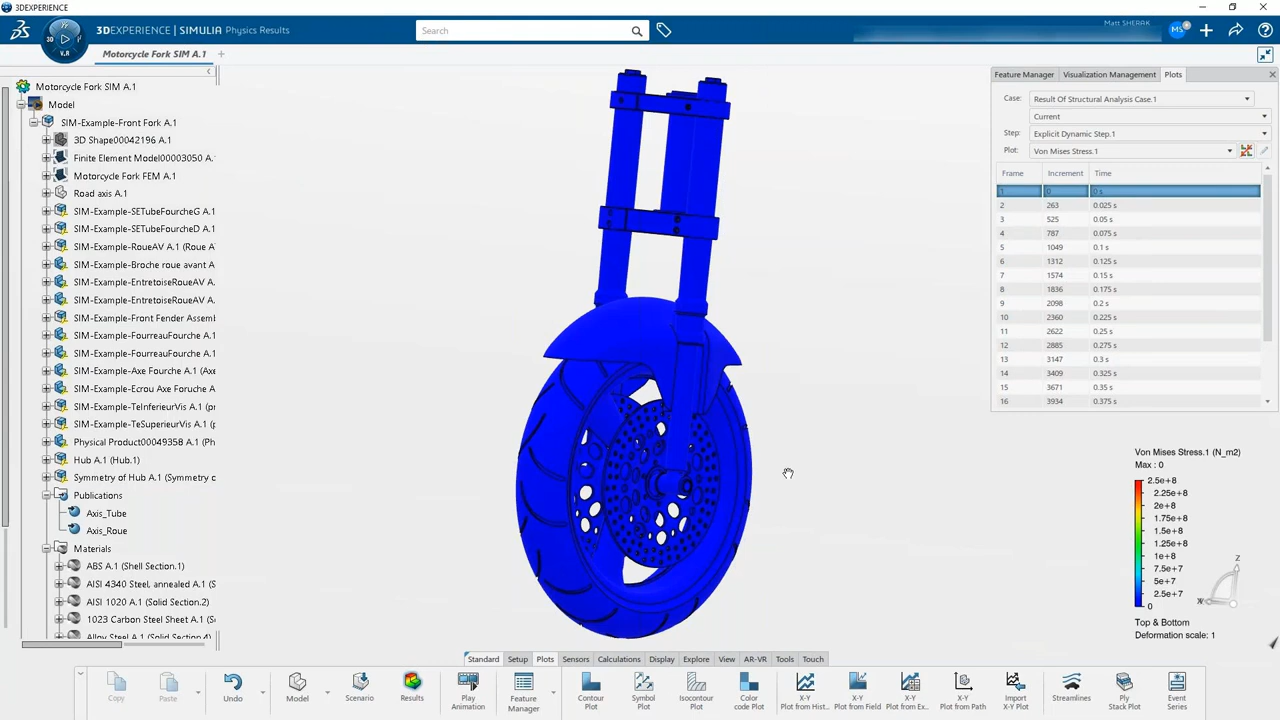 3DEXPERIENCE
3DEXPERIENCE | SIMULIA Physics Results
Search
Matt SHERAK
MS
3D
V.R
Motorcycle Fork SIM A.1
Motorcycle Fork SIM A.1
Model
SIM-Example-Front Fork A.1
3D Shape00042196 A.1
Finite Element Model00003050 A.
Motorcycle Fork FEM A.1
Road axis A.1
SIM-Example-SETubeFourcheG A.1
SIM-Example-SETubeFourcheD A.1
SIM-Example-RoueAV A.1 (Roue A
SIM-Example-Broche roue avant A
SIM-Example-EntretoiseRoueAV A.1
SIM-Example-EntretoiseRoueAV A.1
SIM-Example-Front Fender Assem
SIM-Example-FourreauFourche A.1
SIM-Example-FourreauFourche A.1
SIM-Example-Axe Fourche A.1 (Axe
SIM-Example-Ecrou Axe Foruche A
SIM-Example-TeInferieurVis A.1 (p
SIM-Example-TeSuperieurVis A.1 (p
Physical Product00049358 A.1 (Ph
Hub A.1 (Hub.1)
Symmetry of Hub A.1 (Symmetry c
Publications
Axis_Tube
Axis_Roue
Materials
ABS A.1 (Shell Section.1)
AISI 4340 Steel, annealed A.1 (S
AISI 1020 A.1 (Solid Section.2)
1023 Carbon Steel Sheet A.1 (Sh
Alloy Steel A.1 (Solid Section.4)
Feature Manager Visualization Management Plots
Case: Result Of Structural Analysis Case.1
Current
Step: Explicit Dynamic Step.1
Plot: Von Mises Stress.1
Frame Increment Time
1 0 0 s
2 263 0.025 s
3 525 0.05 s
4 787 0.075 s
5 1049 0.1 s
6 1312 0.125 s
7 1574 0.15 s
8 1836 0.175 s
9 2098 0.2 s
10 2360 0.225 s
11 2622 0.25 s
12 2885 0.275 s
13 3147 0.3 s
14 3409 0.325 s
15 3671 0.35 s
16 3934 0.375 s
Von Mises Stress.1 (N_m2)
Max : 0
2.5e+8
2.25e+8
2e+8
1.75e+8
1.5e+8
1.25e+8
1e+8
7.5e+7
5e+7
2.5e+7
0
Z
X
Top & Bottom
Deformation scale: 1
Standard Setup Plots Sensors Calculations Display Explore View AR-VR Tools Touch
Copy
Paste
Undo
Model
Scenario
Results
Play Animation
Feature Manager
Contour Plot
Symbol Plot
Isocontour Plot
Color code Plot
X-Y Plot from Hist...
X-Y Plot from Field
X-Y Plot from Ex...
X-Y Plot from Path
Import X-Y Plot
Streamlines
Ply Stack Plot
Event Series